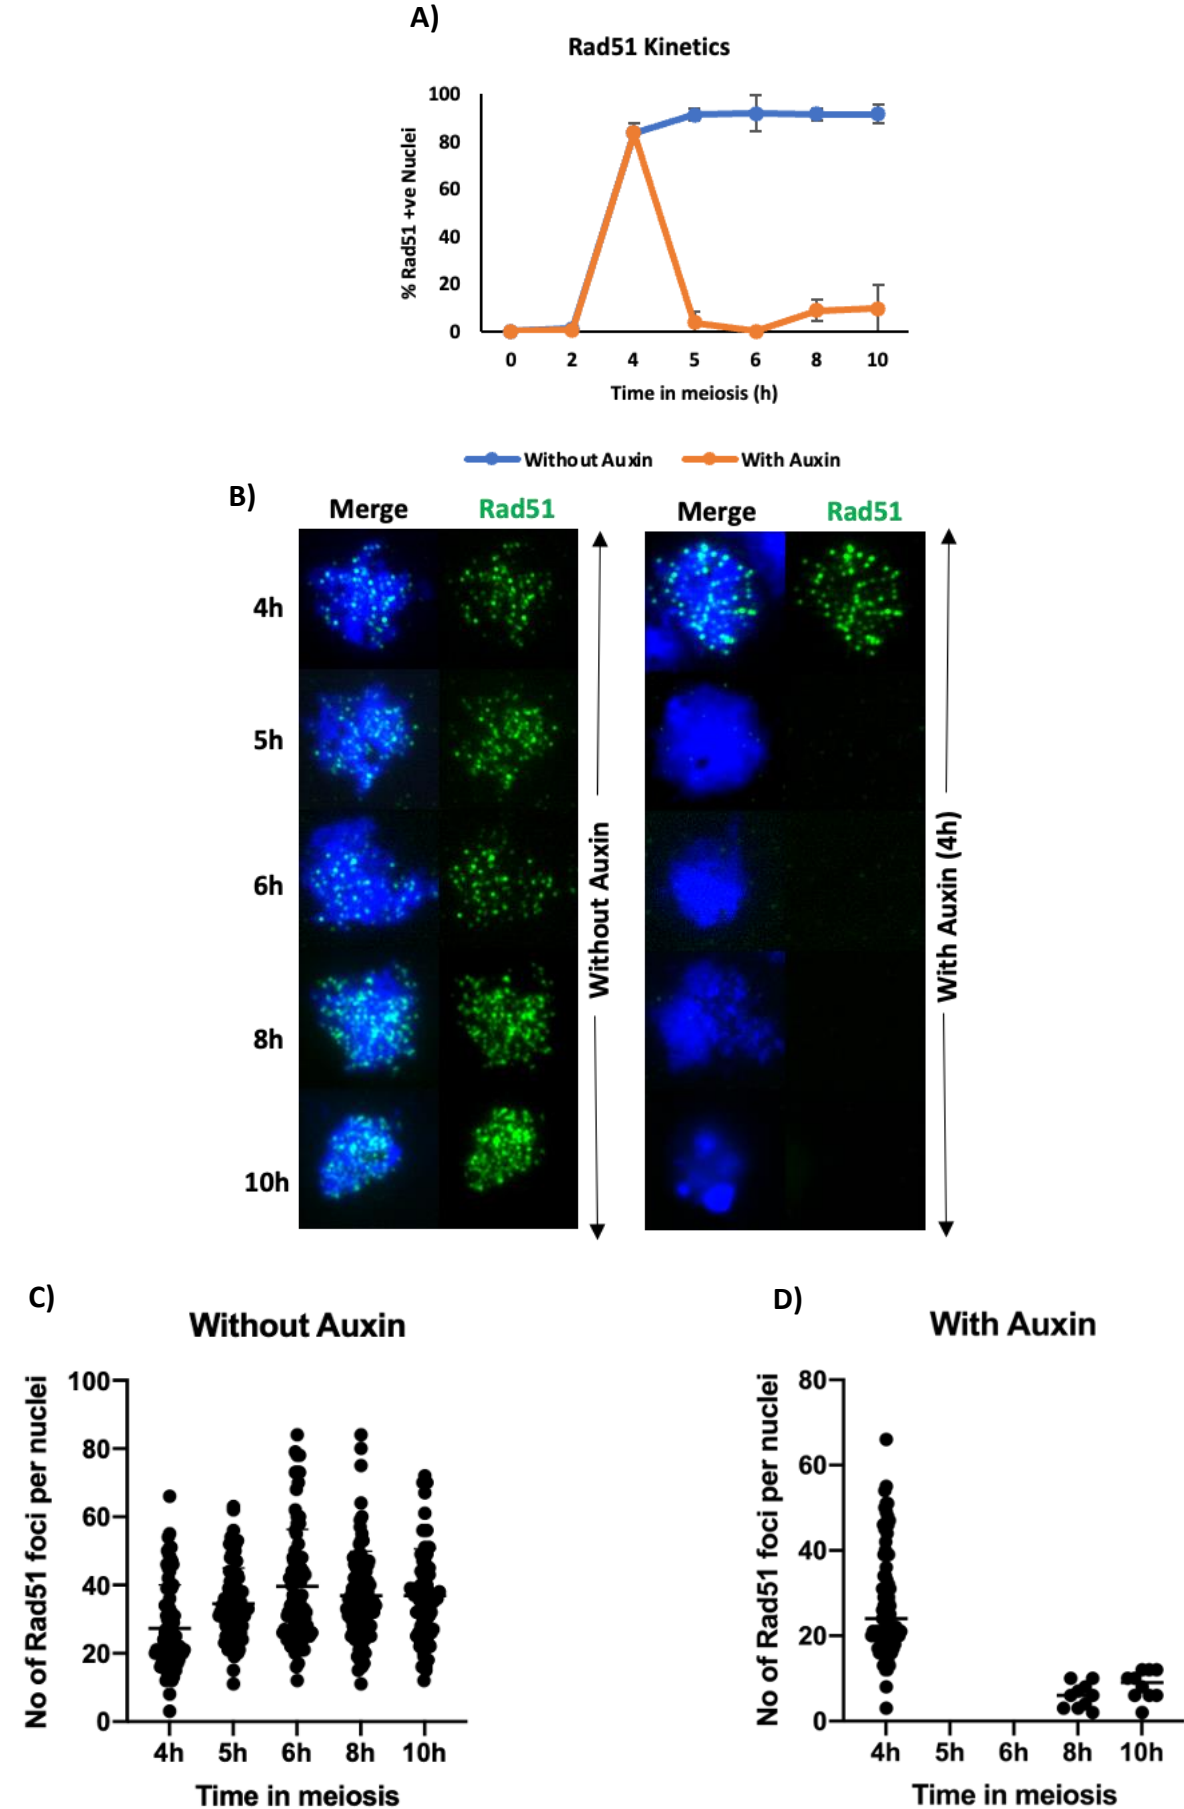 A)
Rad51 Kinetics
100
80
60
40
20
0
% Rad51 +ve Nuclei
0 2 4 5 6 8 10
Time in meiosis (h)
Without Auxin With Auxin
B)
Merge Rad51 Merge Rad51
4h
5h
6h
8h
10h
Without Auxin
With Auxin (4h)
C)
Without Auxin
No of Rad51 foci per nuclei
100
80
60
40
20
0
4h 5h 6h 8h 10h
Time in meiosis
D)
With Auxin
No of Rad51 foci per nuclei
80
60
40
20
0
4h 5h 6h 8h 10h
Time in meiosis